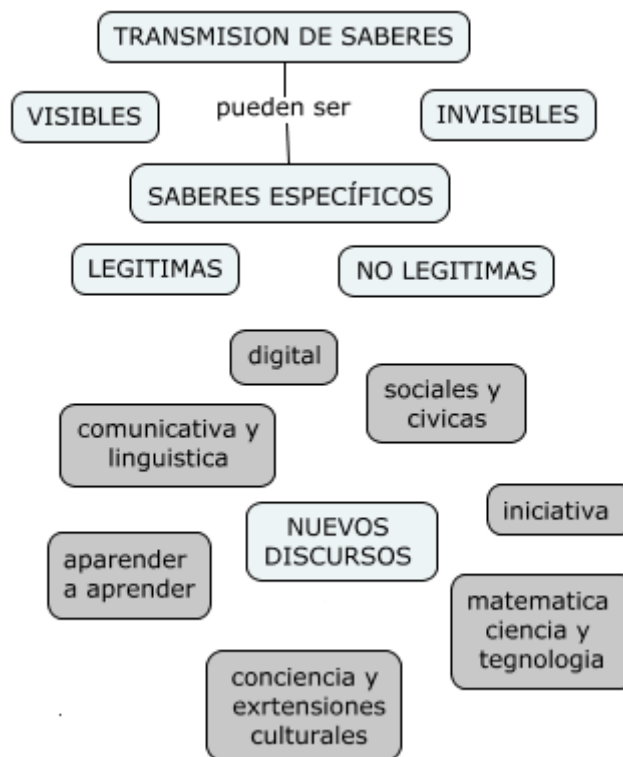 TRANSMISION DE SABERES
VISIBLES
pueden ser
INVISIBLES
SABERES ESPECÍFICOS
LEGITIMAS
NO LEGITIMAS
digital
sociales y
civicas
comunicativa y
linguistica
iniciativa
NUEVOS
DISCURSOS
aparender
a aprender
matematica
ciencia y
tegnologia
conciencia y
exrtensiones
culturales